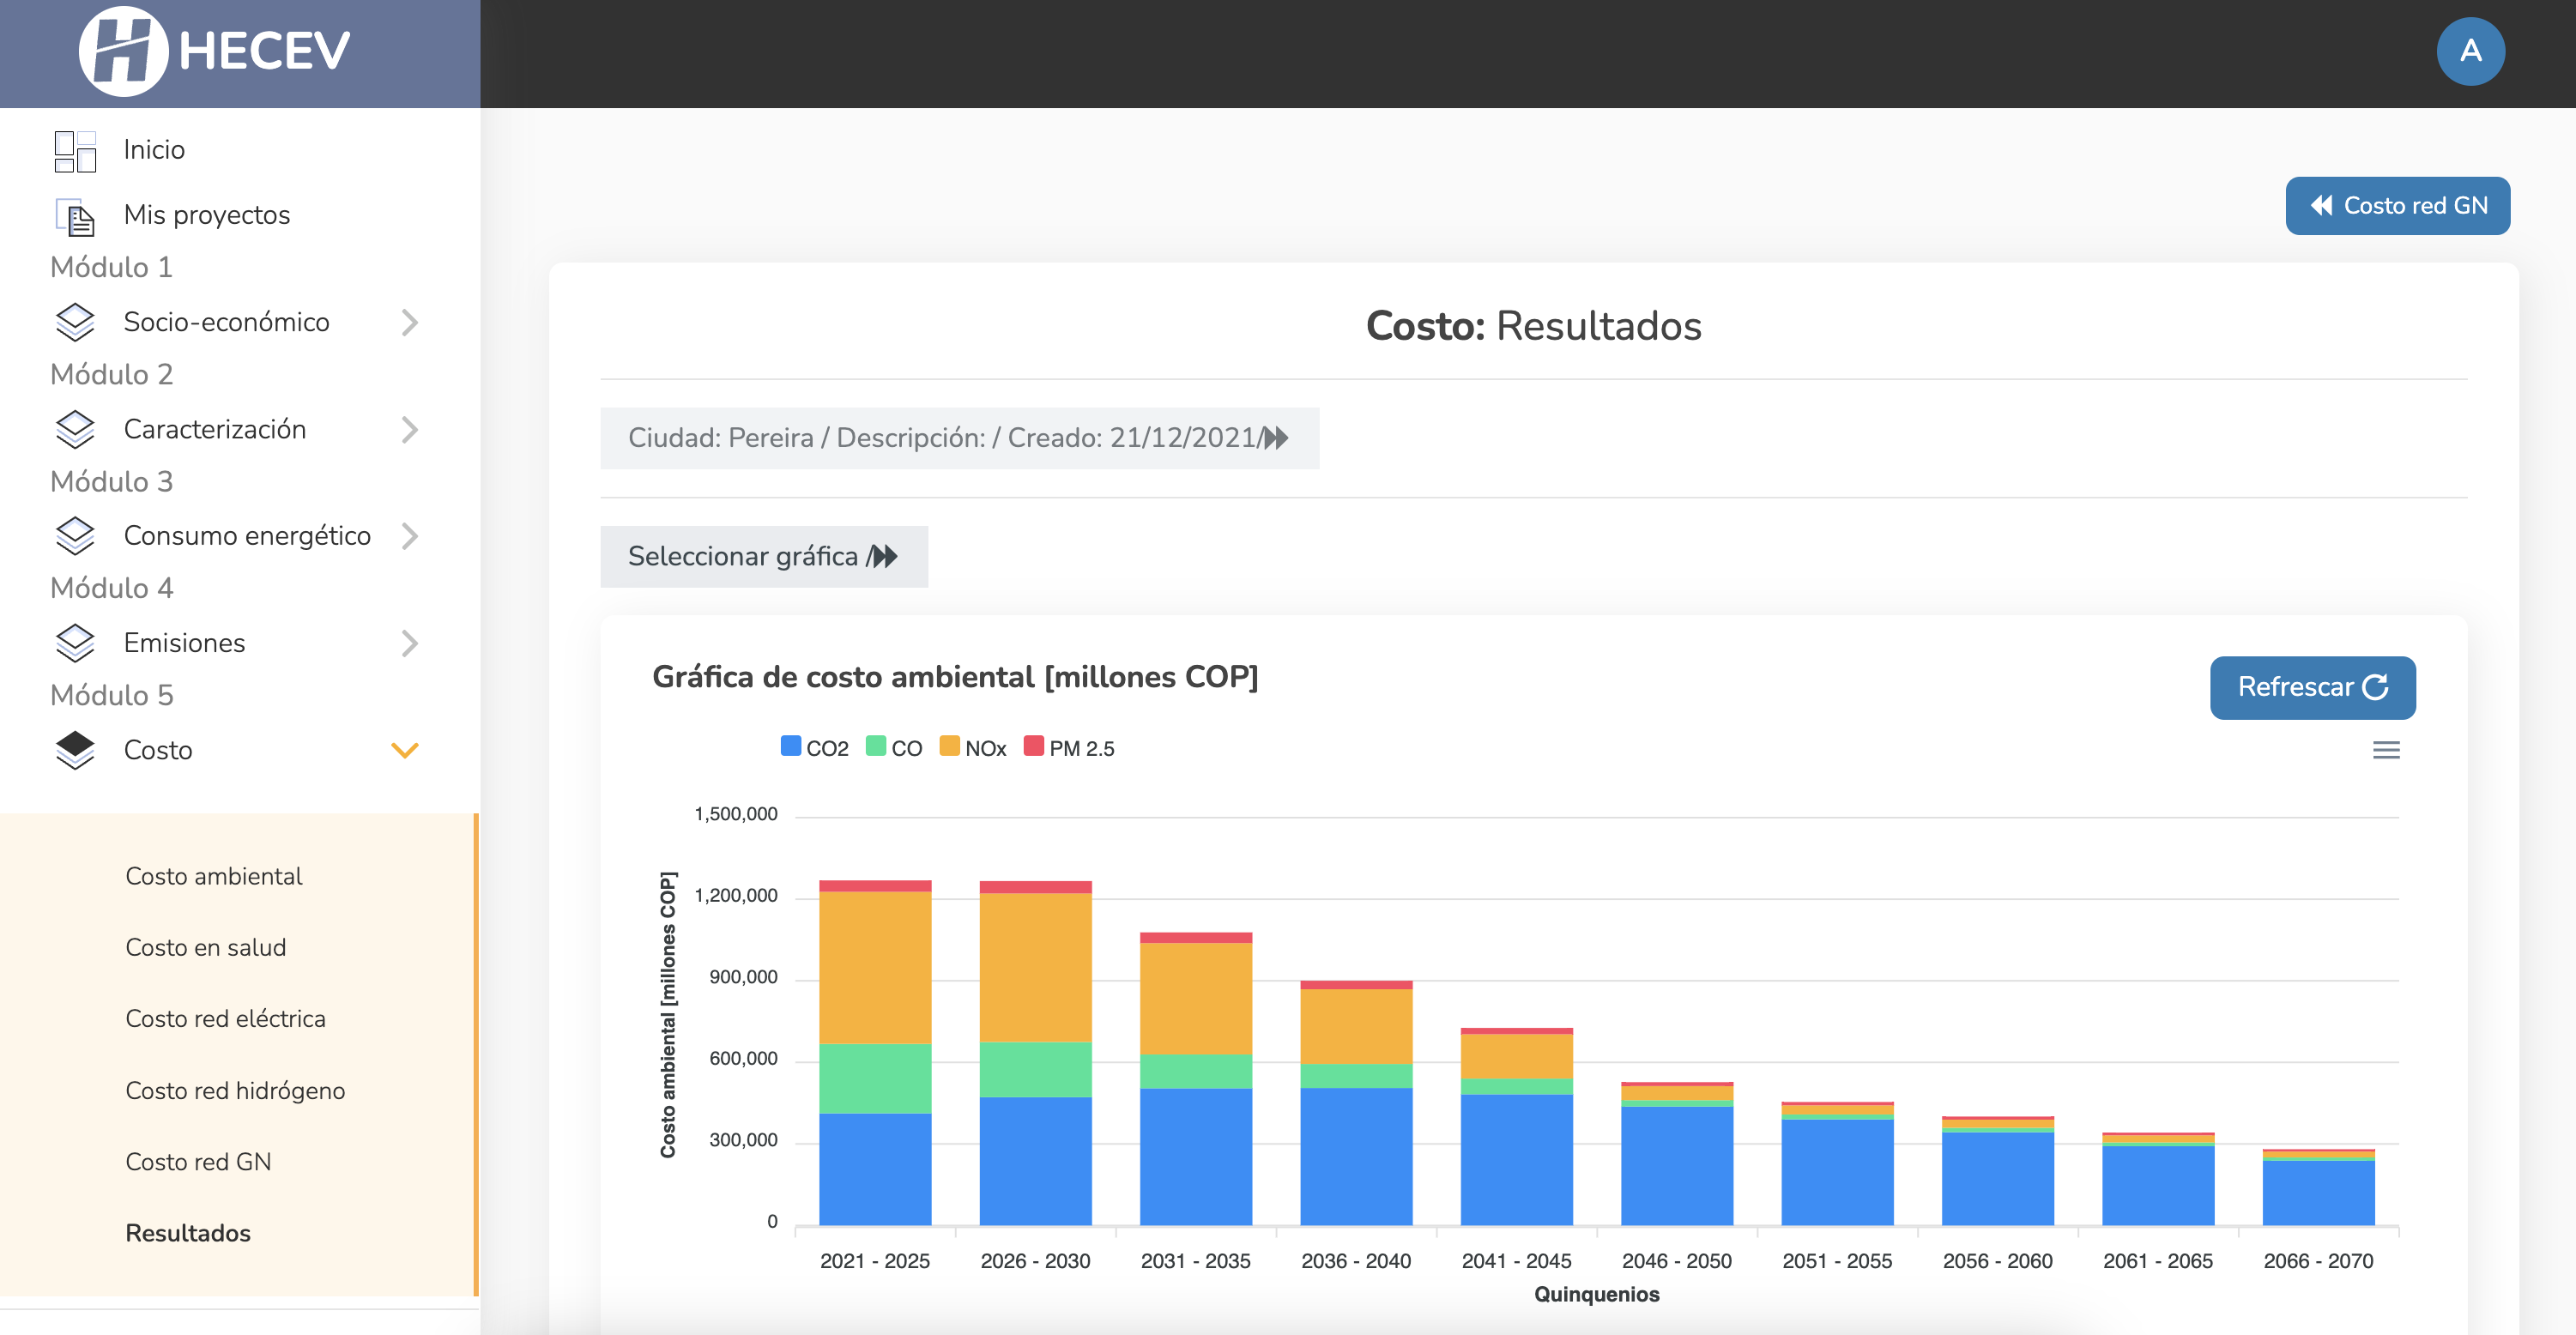 HECEV
A
Inicio
Mis proyectos
Módulo 1
Socio-económico
Módulo 2
Caracterización
Módulo 3
Consumo energético
Módulo 4
Emisiones
Módulo 5
Costo
Costo ambiental
Costo en salud
Costo red eléctrica
Costo red hidrógeno
Costo red GN
Resultados
Costo red GN
Costo: Resultados
Ciudad: Pereira / Descripción: / Creado: 21/12/2021/
Seleccionar gráfica /
Gráfica de costo ambiental [millones COP]
Refrescar
CO2 CO NOx PM 2.5
Costo ambiental [millones COP]
1,500,000
1,200,000
900,000
600,000
300,000
0
2021 - 2025 2026 - 2030 2031 - 2035 2036 - 2040 2041 - 2045 2046 - 2050 2051 - 2055 2056 - 2060 2061 - 2065 2066 - 2070
Quinquenios